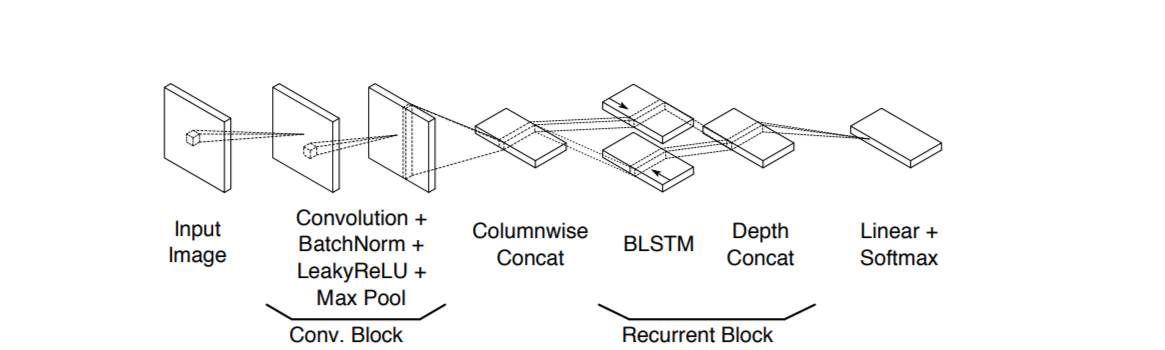 Input
Image
Convolution +
BatchNorm +
LeakyReLU +
Max Pool
Columnwise
Concat
BLSTM
Depth
Concat
Linear +
Softmax
Conv. Block
Recurrent Block